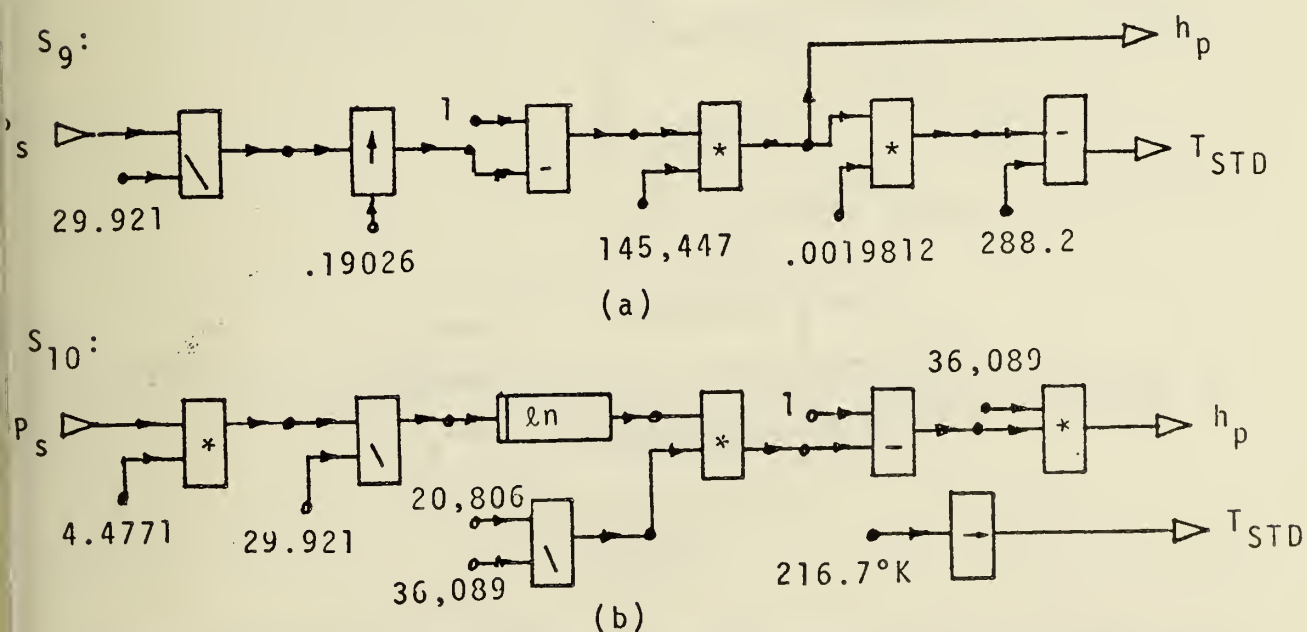 S9:
hp
1
s
↑
-
*
*
-
TSTD
\
29.921
.19026
145,447
.0019812
288.2
(a)
S10:
36,089
Ps
*
\
ℓn
*
1
-
*
hp
4.4771
29.921
20,806
\
36,089
216.7°K
→
TSTD
(b)